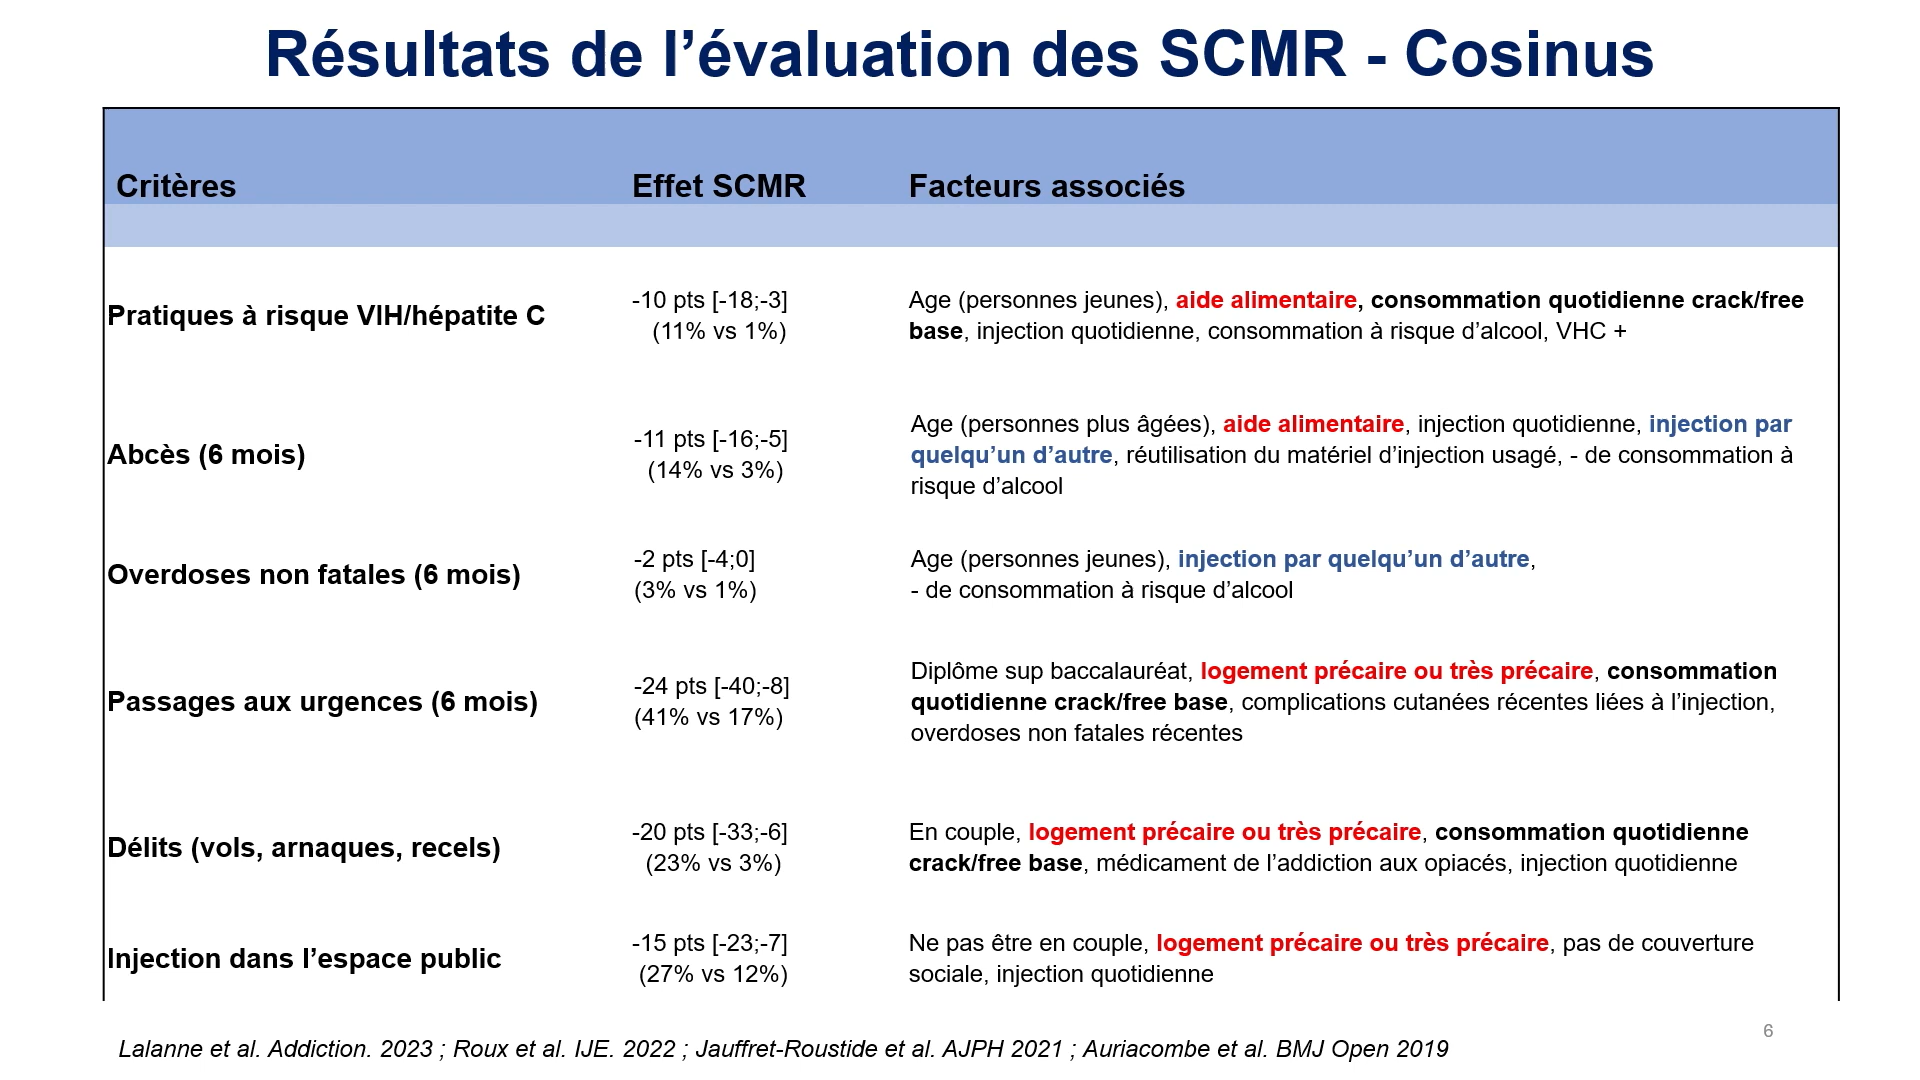 Résultats de l’évaluation des SCMR - Cosinus
Critères
Effet SCMR
Facteurs associés
Pratiques à risque VIH/hépatite C
-10 pts [-18;-3]
(11% vs 1%)
Age (personnes jeunes), aide alimentaire, consommation quotidienne crack/free
base, injection quotidienne, consommation à risque d’alcool, VHC +
Abcès (6 mois)
-11 pts [-16;-5]
(14% vs 3%)
Age (personnes plus âgées), aide alimentaire, injection quotidienne, injection par
quelqu’un d’autre, réutilisation du matériel d’injection usagé, - de consommation à
risque d’alcool
Overdoses non fatales (6 mois)
-2 pts [-4;0]
(3% vs 1%)
Age (personnes jeunes), injection par quelqu’un d’autre,
- de consommation à risque d’alcool
Passages aux urgences (6 mois)
-24 pts [-40;-8]
(41% vs 17%)
Diplôme sup baccalauréat, logement précaire ou très précaire, consommation
quotidienne crack/free base, complications cutanées récentes liées à l’injection,
overdoses non fatales récentes
Délits (vols, arnaques, recels)
-20 pts [-33;-6]
(23% vs 3%)
En couple, logement précaire ou très précaire, consommation quotidienne
crack/free base, médicament de l’addiction aux opiacés, injection quotidienne
Injection dans l’espace public
-15 pts [-23;-7]
(27% vs 12%)
Ne pas être en couple, logement précaire ou très précaire, pas de couverture
sociale, injection quotidienne
6
Lalanne et al. Addiction. 2023 ; Roux et al. IJE. 2022 ; Jauffret-Roustide et al. AJPH 2021 ; Auriacombe et al. BMJ Open 2019